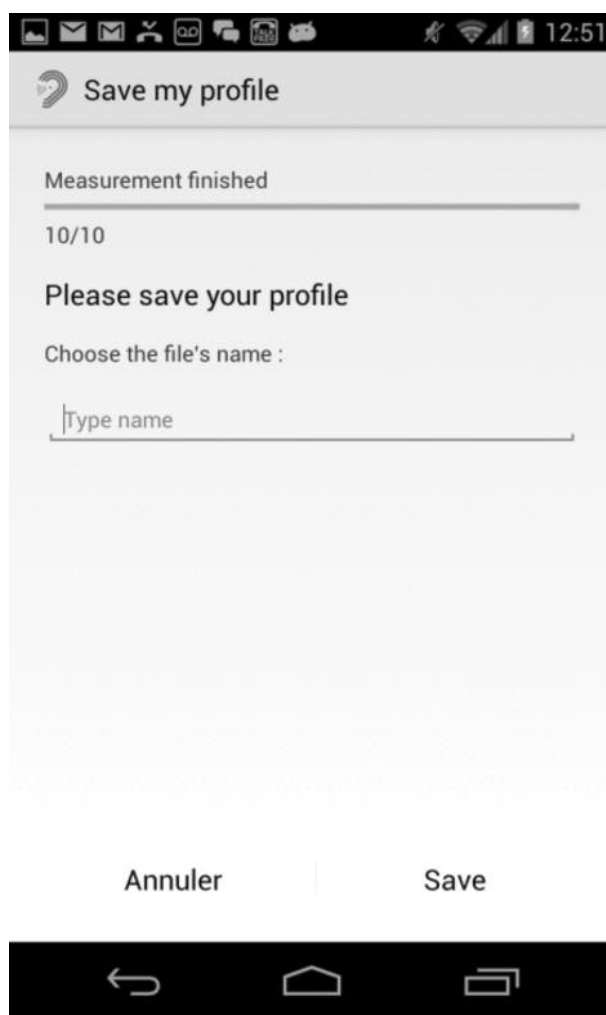 12:51
Save my profile
Measurement finished
10/10
Please save your profile
Choose the file's name :
Type name
Annuler Save